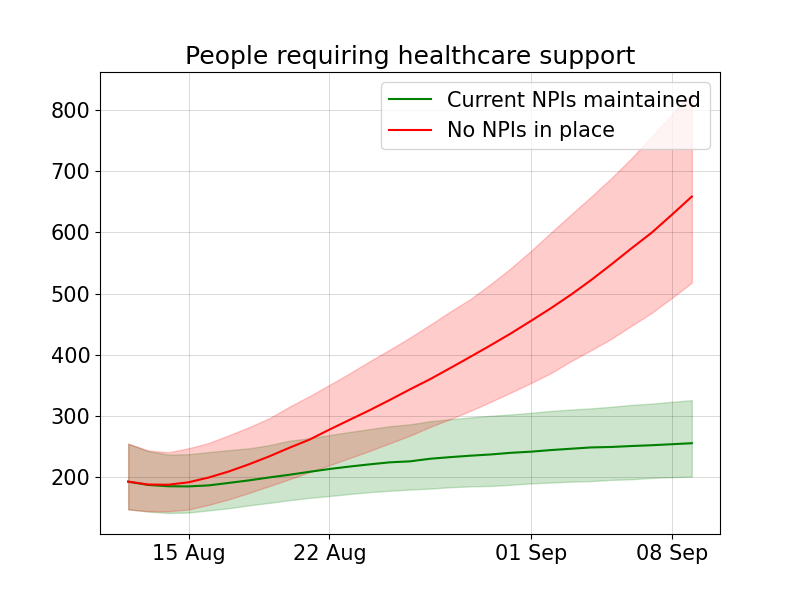 People requiring healthcare support
Current NPIs maintained
No NPIs in place
800
700
600
500
400
300
200
15 Aug 22 Aug 01 Sep 08 Sep